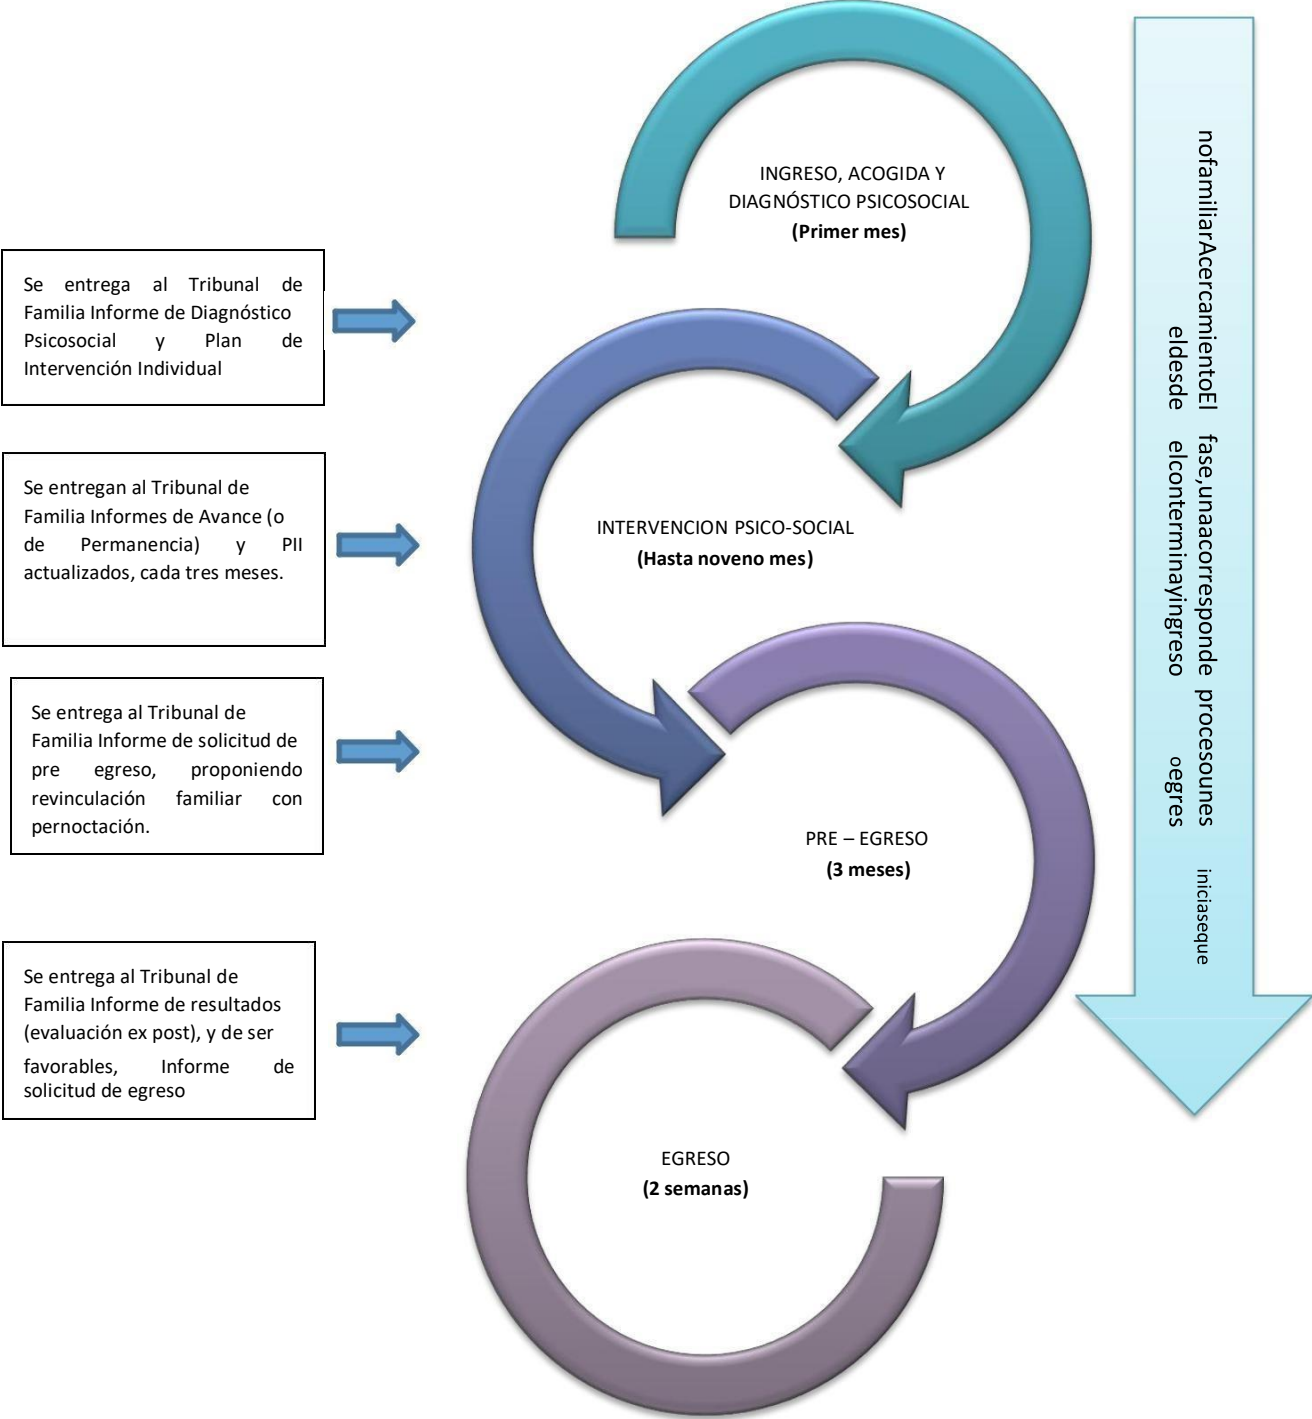 INGRESO, ACOGIDA Y
DIAGNÓSTICO PSICOSOCIAL
(Primer mes)
Se entrega al Tribunal de
Familia Informe de Diagnóstico
Psicosocial y Plan de
Intervención Individual
Se entregan al Tribunal de
Familia Informes de Avance (o
de Permanencia) y PII
actualizados, cada tres meses.
INTERVENCION PSICO-SOCIAL
(Hasta noveno mes)
Se entrega al Tribunal de
Familia Informe de solicitud de
pre egreso, proponiendo
revinculación familiar con
pernoctación.
PRE – EGRESO
(3 meses)
Se entrega al Tribunal de
Familia Informe de resultados
(evaluación ex post), y de ser
favorables, Informe de
solicitud de egreso
EGRESO
(2 semanas)
nofamiliarAcercamientoEl fase,unaacorresponde procesounes iniciaseque
eldesde elconterminayingreso oegres